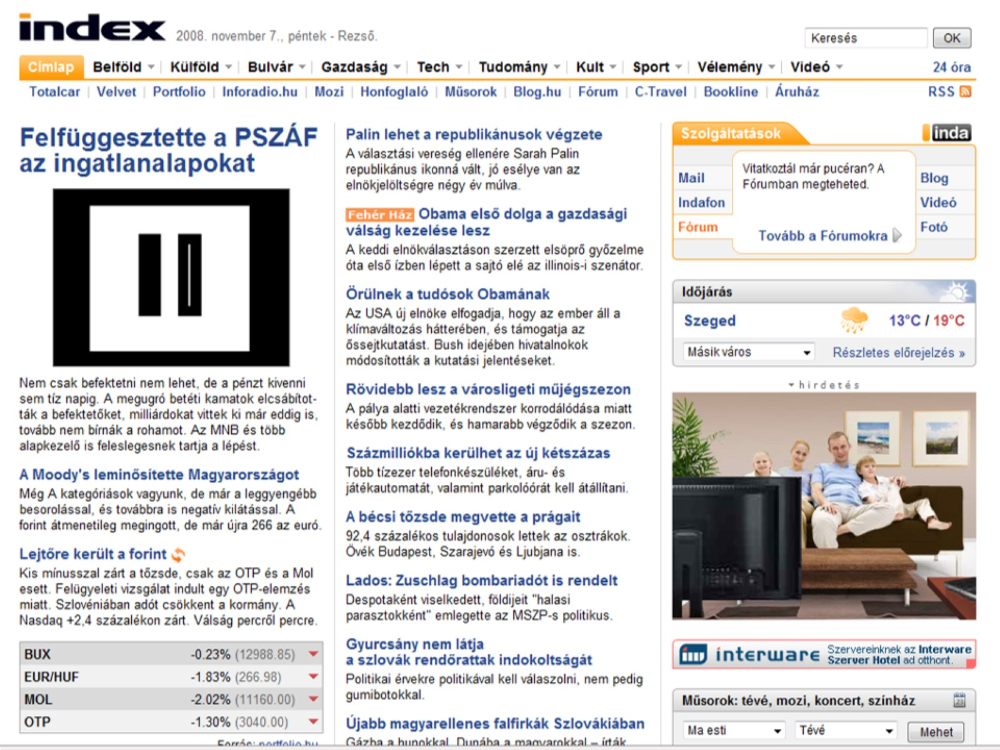 index 2008. november 7., péntek - Rezső.
Keresés OK
Címlap Belföld Külföld Bulvár Gazdaság Tech Tudomány Kult Sport Vélemény Videó 24 óra
Totalcar Velvet Portfolio Inforadio.hu Mozi Honfoglaló Műsorok Blog.hu Fórum C-Travel Bookline Áruház RSS
Felfüggesztette a PSZÁF
az ingatlanalapokat
Nem csak befektetni nem lehet, de a pénzt kivenni
sem tíz napig. A megugró betéti kamatok elcsábítot-
ták a befektetőket, milliárdokat vittek ki már eddig is,
tovább nem bírnák a rohamot. Az MNB és több
alapkezelő is feleslegesnek tartja a lépést.
A Moody's leminősítette Magyarországot
Még A kategóriások vagyunk, de már a leggyengébb
besorolással, és továbbra is negatív kilátással. A
forint átmenetileg megingott, de már újra 266 az euró.
Lejtőre került a forint
Kis mínusszal zárt a tőzsde, csak az OTP és a Mol
esett. Felügyeleti vizsgálat indult egy OTP-elemzés
miatt. Szlovéniában adót csökkent a kormány. A
Nasdaq +2,4 százalékon zárt. Válság percről percre.
BUX -0.23% (12988.85)
EUR/HUF -1.83% (266.98)
MOL -2.02% (11160.00)
OTP -1.30% (3040.00)
Forrás: portfolio.hu
Palin lehet a republikánusok végzete
A választási vereség ellenére Sarah Palin
republikánus ikonná vált, jó esélye van az
elnökjelöltségre négy év múlva.
Fehér Ház Obama első dolga a gazdasági
válság kezelése lesz
A keddi elnökválasztáson szerzett elsöprő győzelme
óta első ízben lépett a sajtó elé az illinois-i szenátor.
Örülnek a tudósok Obamának
Az USA új elnöke elfogadja, hogy az ember áll a
klímaváltozás hátterében, és támogatja az
őssejtkutatást. Bush idejében hivatalnokok
módosították a kutatási jelentéseket.
Rövidebb lesz a városligeti műjégszezon
A pálya alatti vezetékrendszer korrodálódása miatt
később kezdődik, és hamarabb végződik a szezon.
Százmilliókba kerülhet az új kétszázas
Több tízezer telefonkészüléket, áru- és
játékautomatát, valamint parkolóórát kell átállítani.
A bécsi tőzsde megvette a prágait
92,4 százalékos tulajdonosok lettek az osztrákok.
Övék Budapest, Szarajevó és Ljubjana is.
Lados: Zuschlag bombariadót is rendelt
Despotaként viselkedett, földijeit "halasi
parasztokként" emlegette az MSZP-s politikus.
Gyurcsány nem látja
a szlovák rendőrattak indokoltságát
Politikai érvekre politikával kell válaszolni, nem pedig
gumibotokkal.
Újabb magyarellenes falfirkák Szlovákiában
Gázba a hunokkal, Dunába a magyarokkal – írták
Szolgáltatások inda
Mail
Indafon
Fórum
Vitatkoztál már pucéran? A
Fórumban megteheted.
Tovább a Fórumokra
Blog
Videó
Fotó
Időjárás
Szeged 13°C / 19°C
Másik város Részletes előrejelzés »
hirdetés
interware Szervereinknek az Interware
Szerver Hotel ad otthont.
Műsorok: tévé, mozi, koncert, színház 23
Ma esti Tévé Mehet